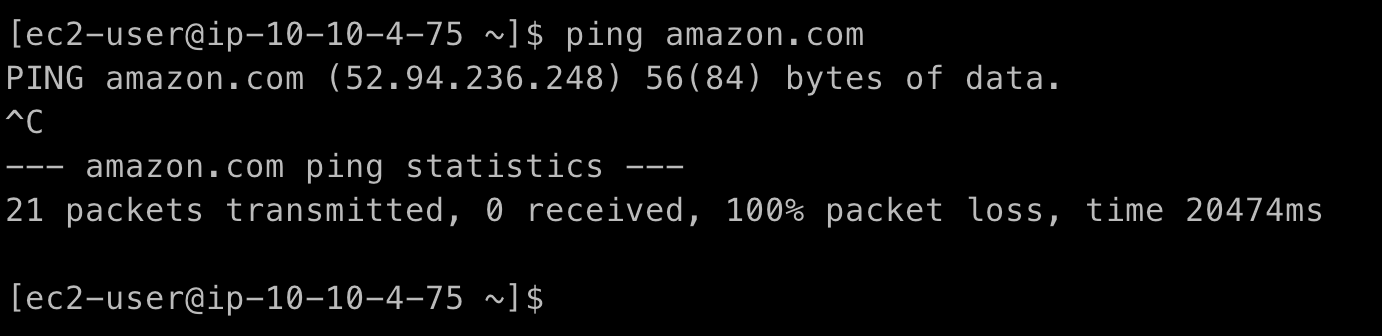 [ec2-user@ip-10-10-4-75 ~]$ ping amazon.com
PING amazon.com (52.94.236.248) 56(84) bytes of data.
^C
--- amazon.com ping statistics ---
21 packets transmitted, 0 received, 100% packet loss, time 20474ms
[ec2-user@ip-10-10-4-75 ~]$